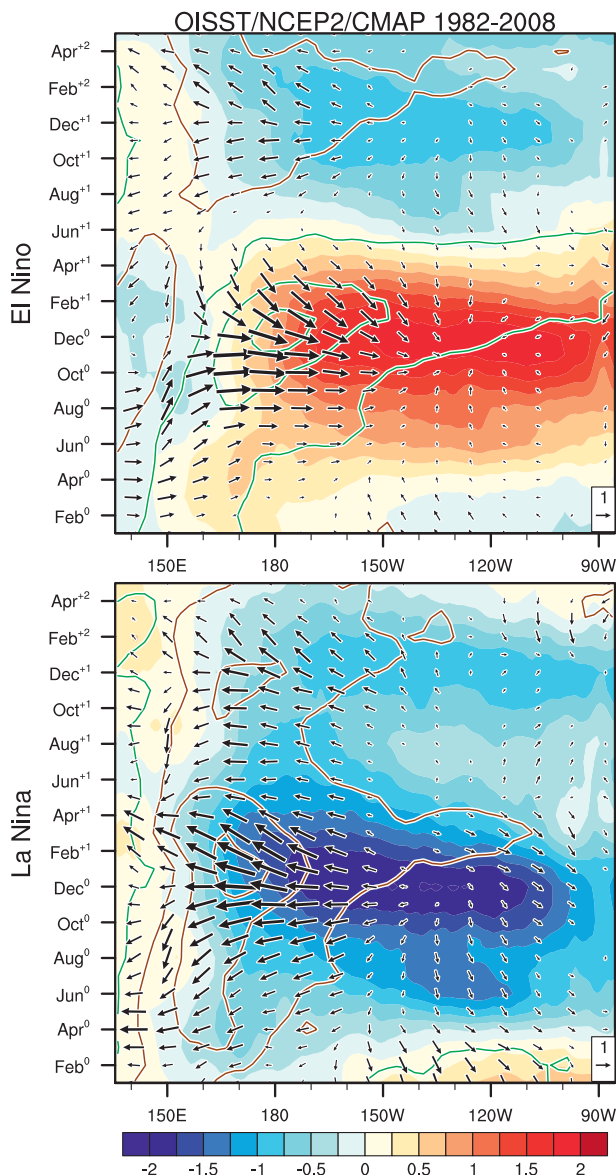 OISST/NCEP2/CMAP 1982-2008
El Nino
Apr+2
Feb+2
Dec+1
Oct+1
Aug+1
Jun+1
Apr+1
Feb+1
Dec0
Oct0
Aug0
Jun0
Apr0
Feb0
1
150E 180 150W 120W 90W
La Nina
Apr+2
Feb+2
Dec+1
Oct+1
Aug+1
Jun+1
Apr+1
Feb+1
Dec0
Oct0
Aug0
Jun0
Apr0
Feb0
1
150E 180 150W 120W 90W
-2 -1.5 -1 -0.5 0 0.5 1 1.5 2